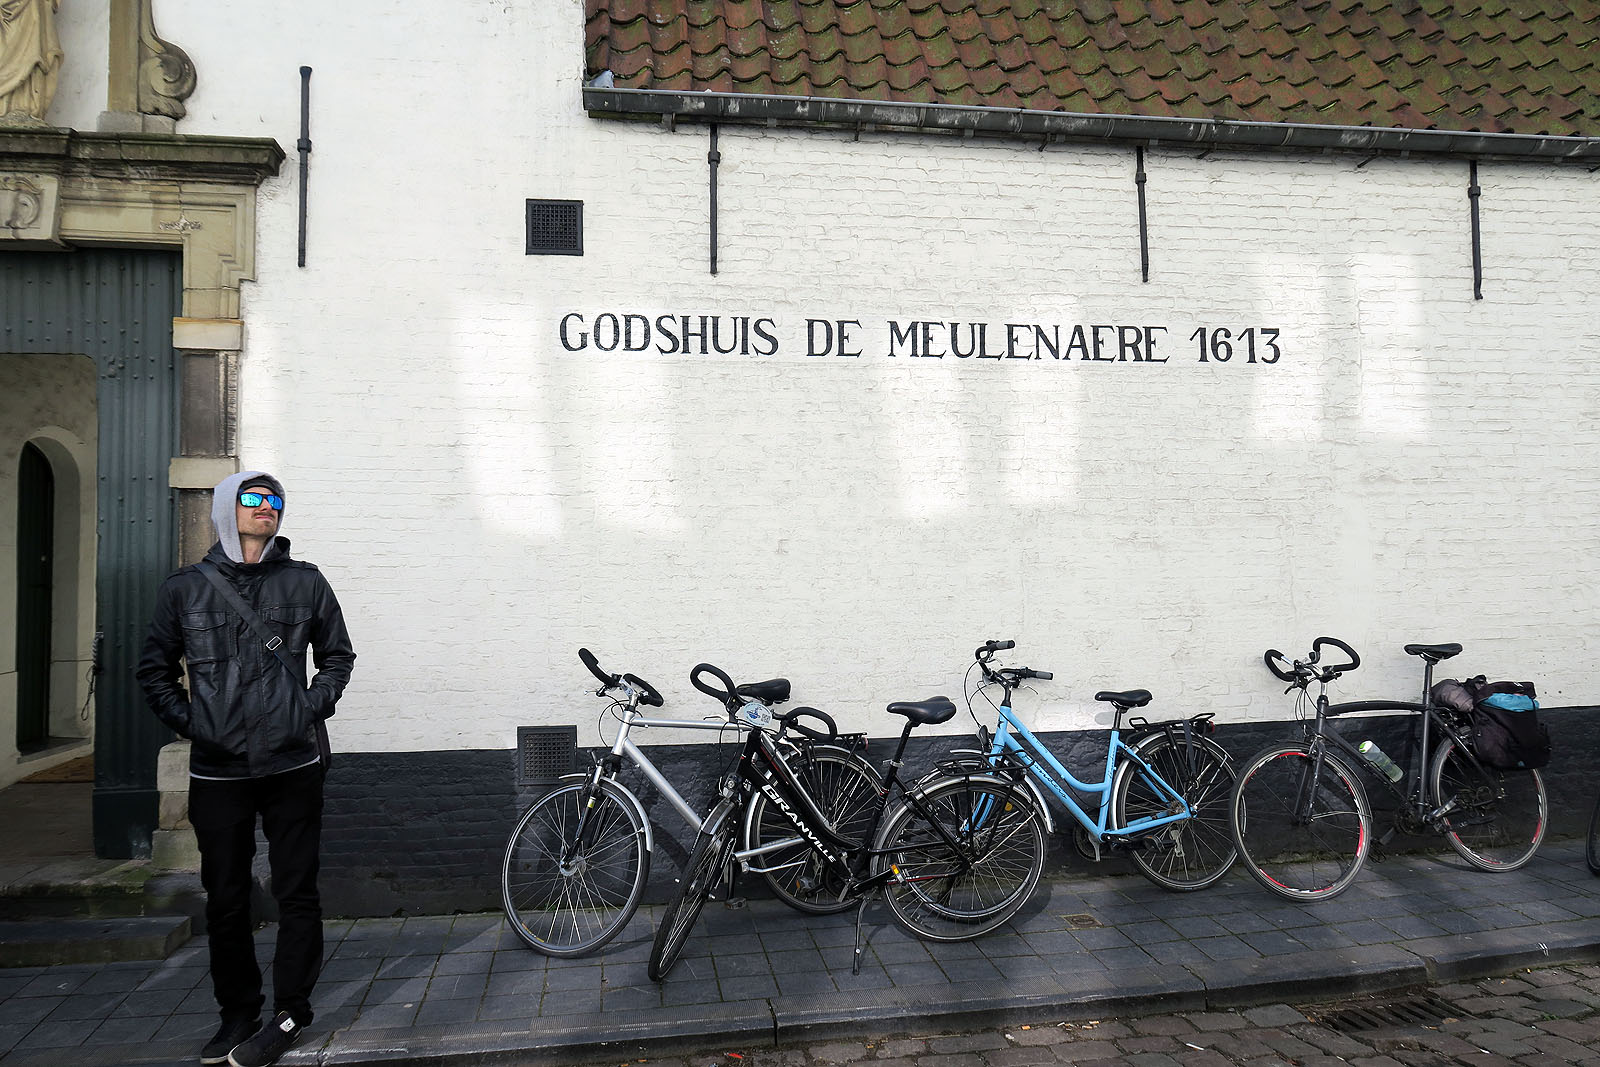 GODSHUIS DE MEULENAERE 1613
GRANVILLE